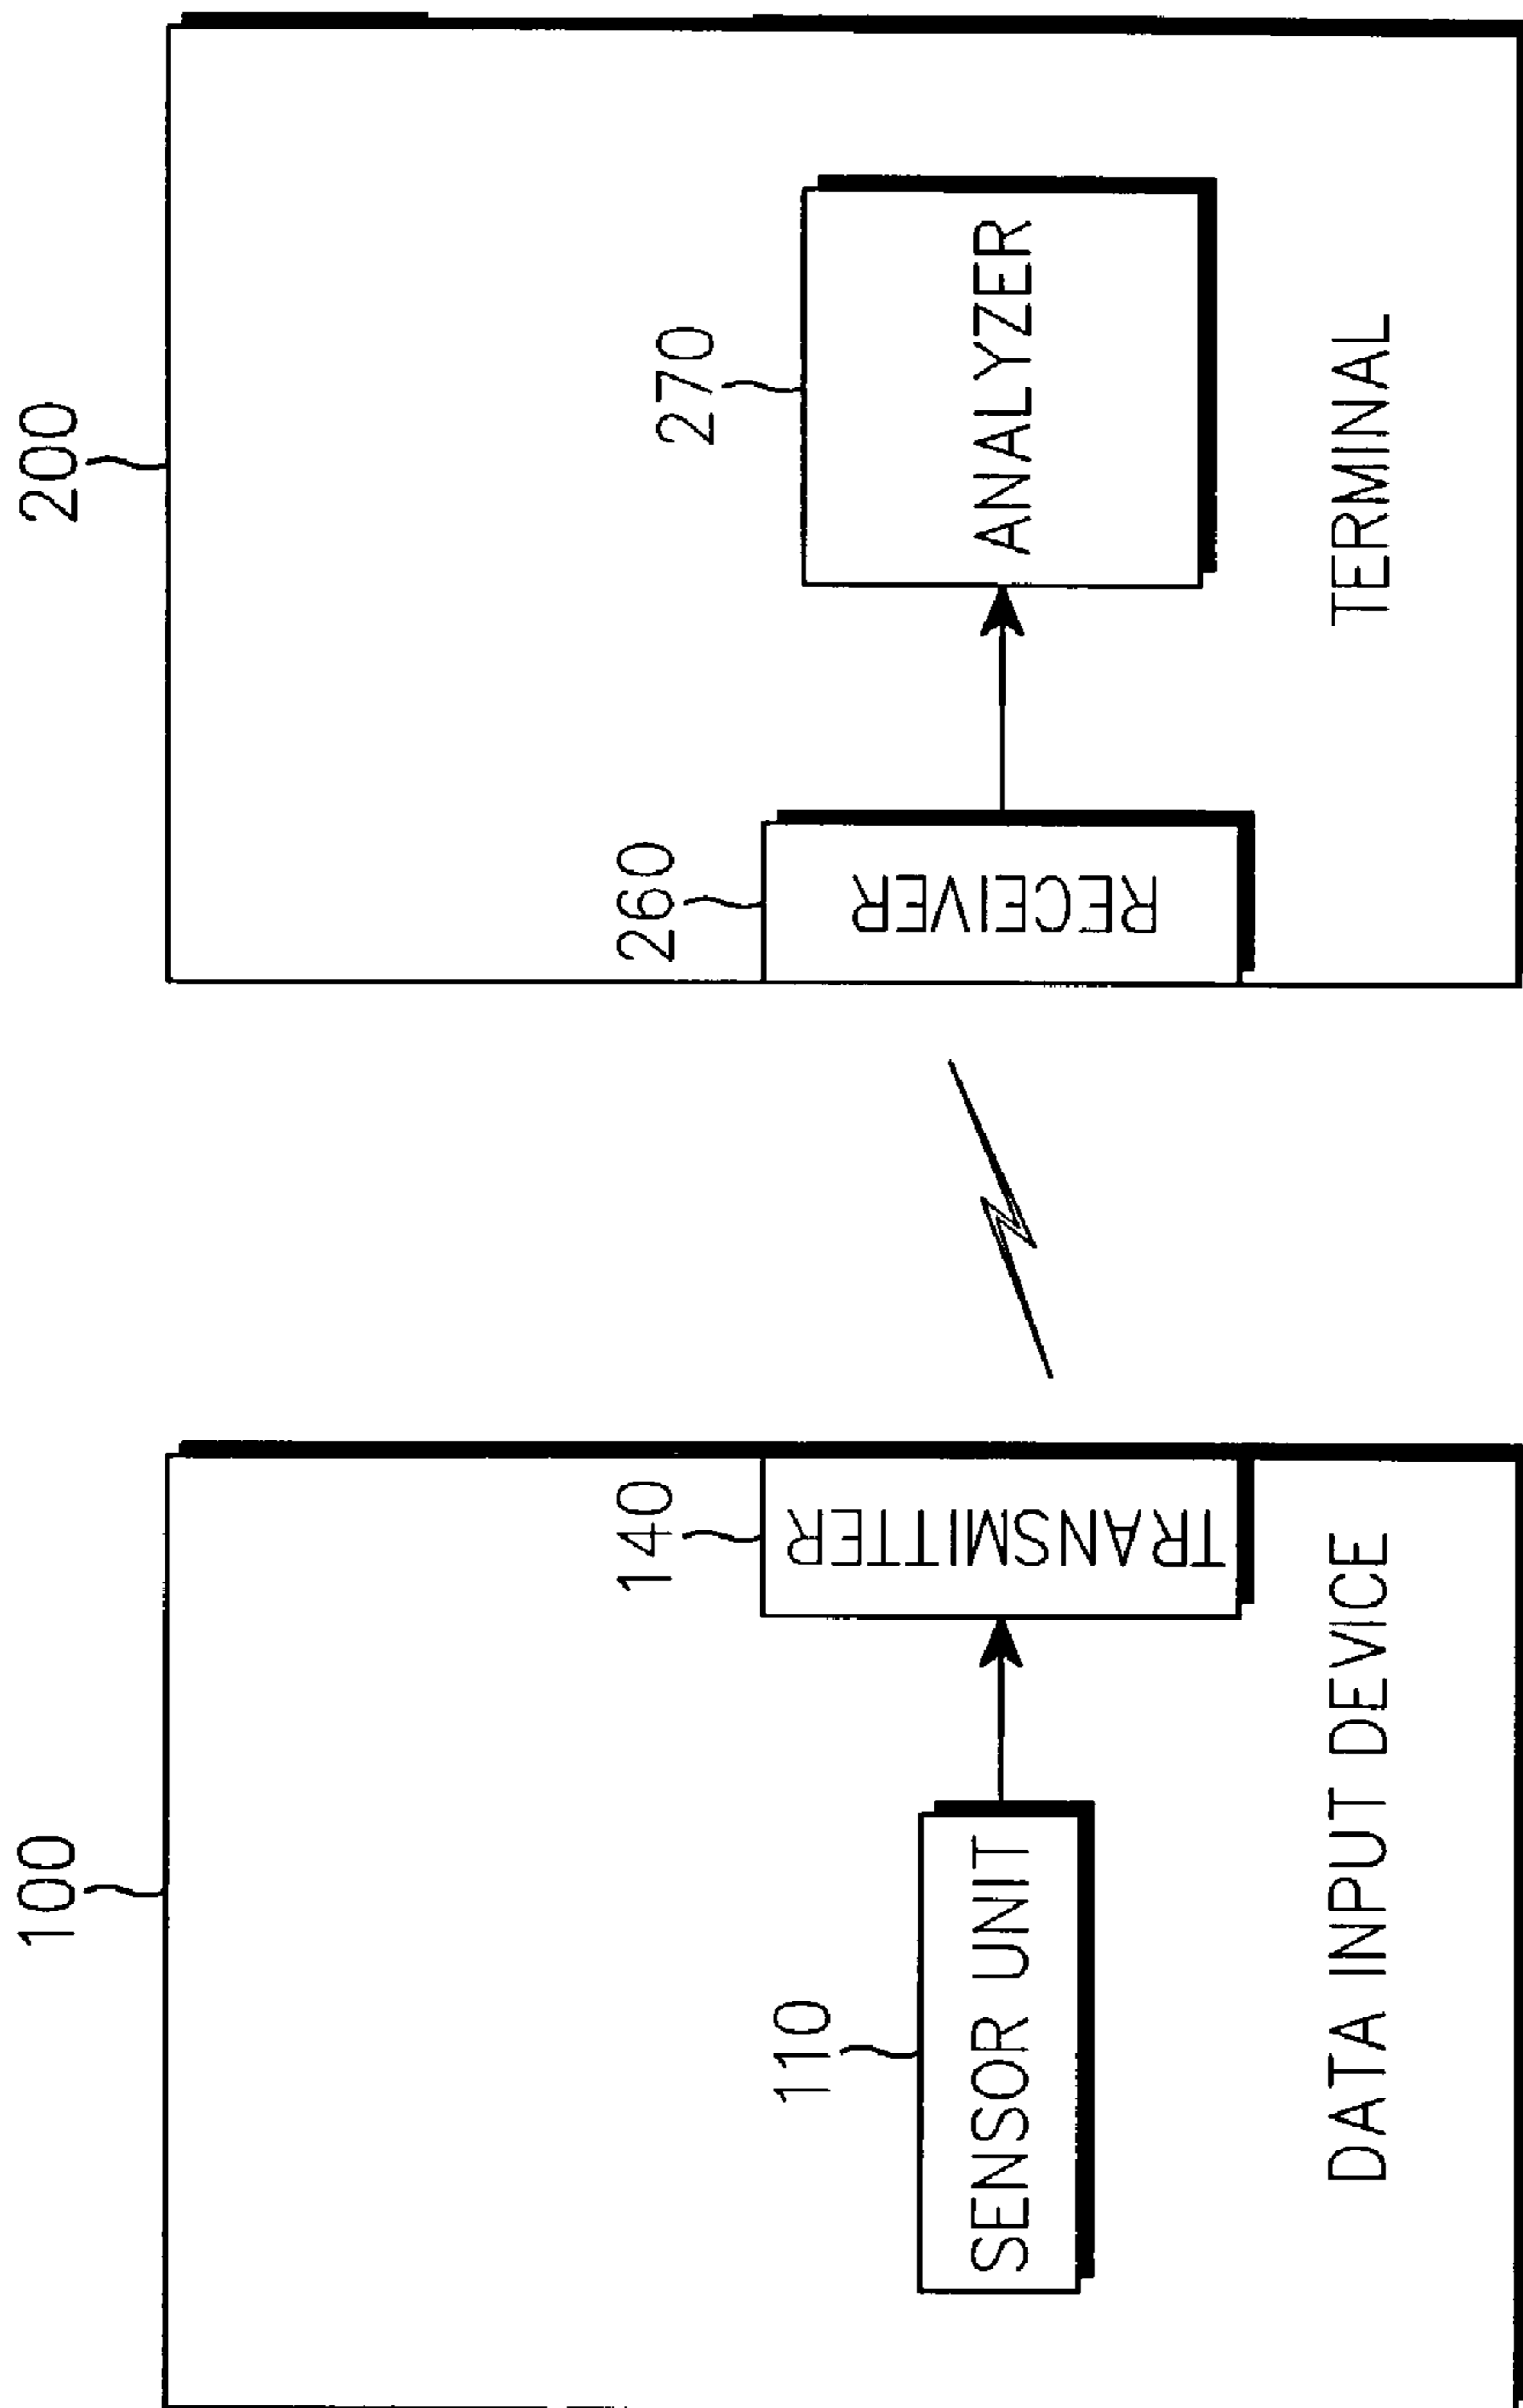 100
110
SENSOR UNIT
140
TRANSMITTER
DATA INPUT DEVICE
200
260
RECEIVER
270
ANALYZER
TERMINAL